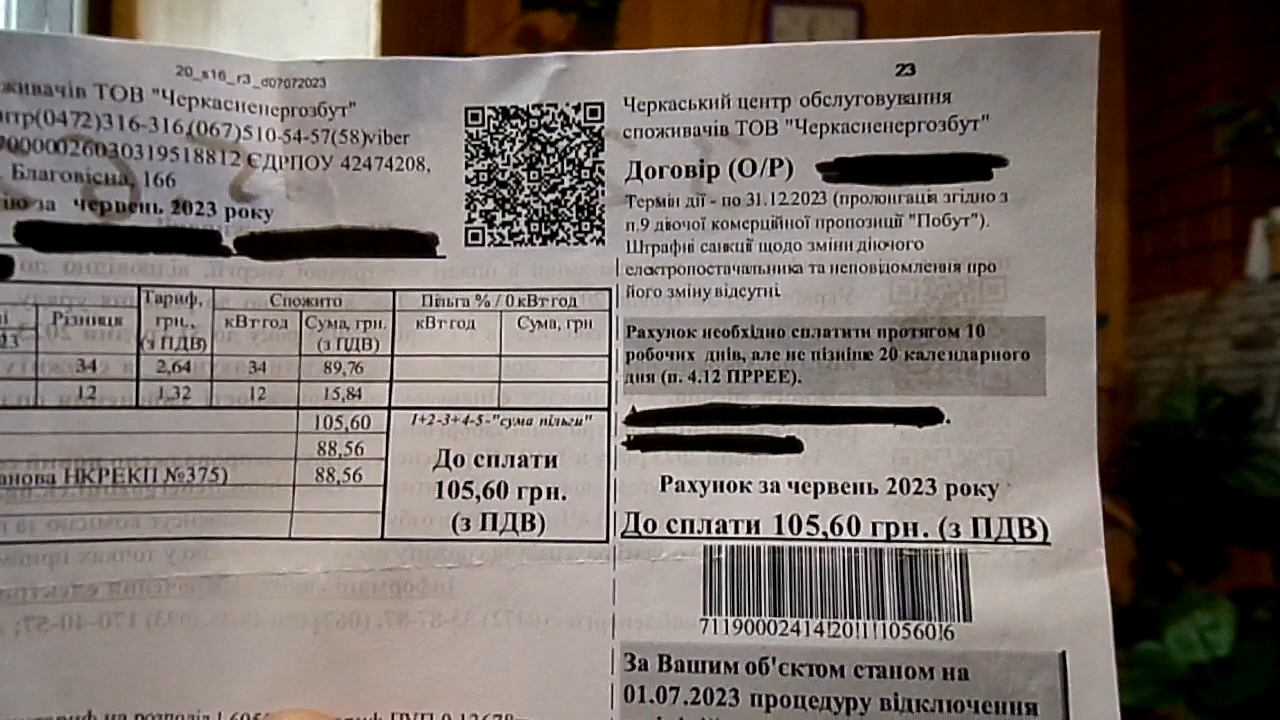 20_s16_r3_d07072023
живачів ТОВ "Черкасиенергозбут"
нтр(0472)316-316,(067)510-54-57(58)viber
70000026030319518812 ЄДРПОУ 42474208,
Благовісна, 166
за червень 2023 року
Різниця Тариф, грн., (з ПДВ) Спожито Пільга % / 0 кВт год
кВт год Сума, грн. (з ПДВ) кВт год Сума, грн
34 2,64 34 89,76
12 1,32 12 15,84
105,60
88,56
анова НКРЕКП №375) 88,56
1+2-3+4-5-"сума пільги"
До сплати
105,60 грн.
(з ПДВ)
23
Черкаський центр обслуговування
споживачів ТОВ "Черкасиенергозбут"
Договір (О/Р)
Термін дії - по 31.12.2023 (пролонгація згідно з
п.9 діючої комерційної пропозиції "Побут").
Штрафні санкції щодо зміни діючого
електропостачальника та неповідомлення про
його зміну відсутні.
Рахунок необхідно сплатити протягом 10
робочих днів, але не пізніше 20 календарного
дня (п. 4.12 ПРРЕЕ).
Рахунок за червень 2023 року
До сплати 105,60 грн. (з ПДВ)
71190002414!20!1!10560!6
За Вашим об'єктом станом на
01.07.2023 процедуру відключення